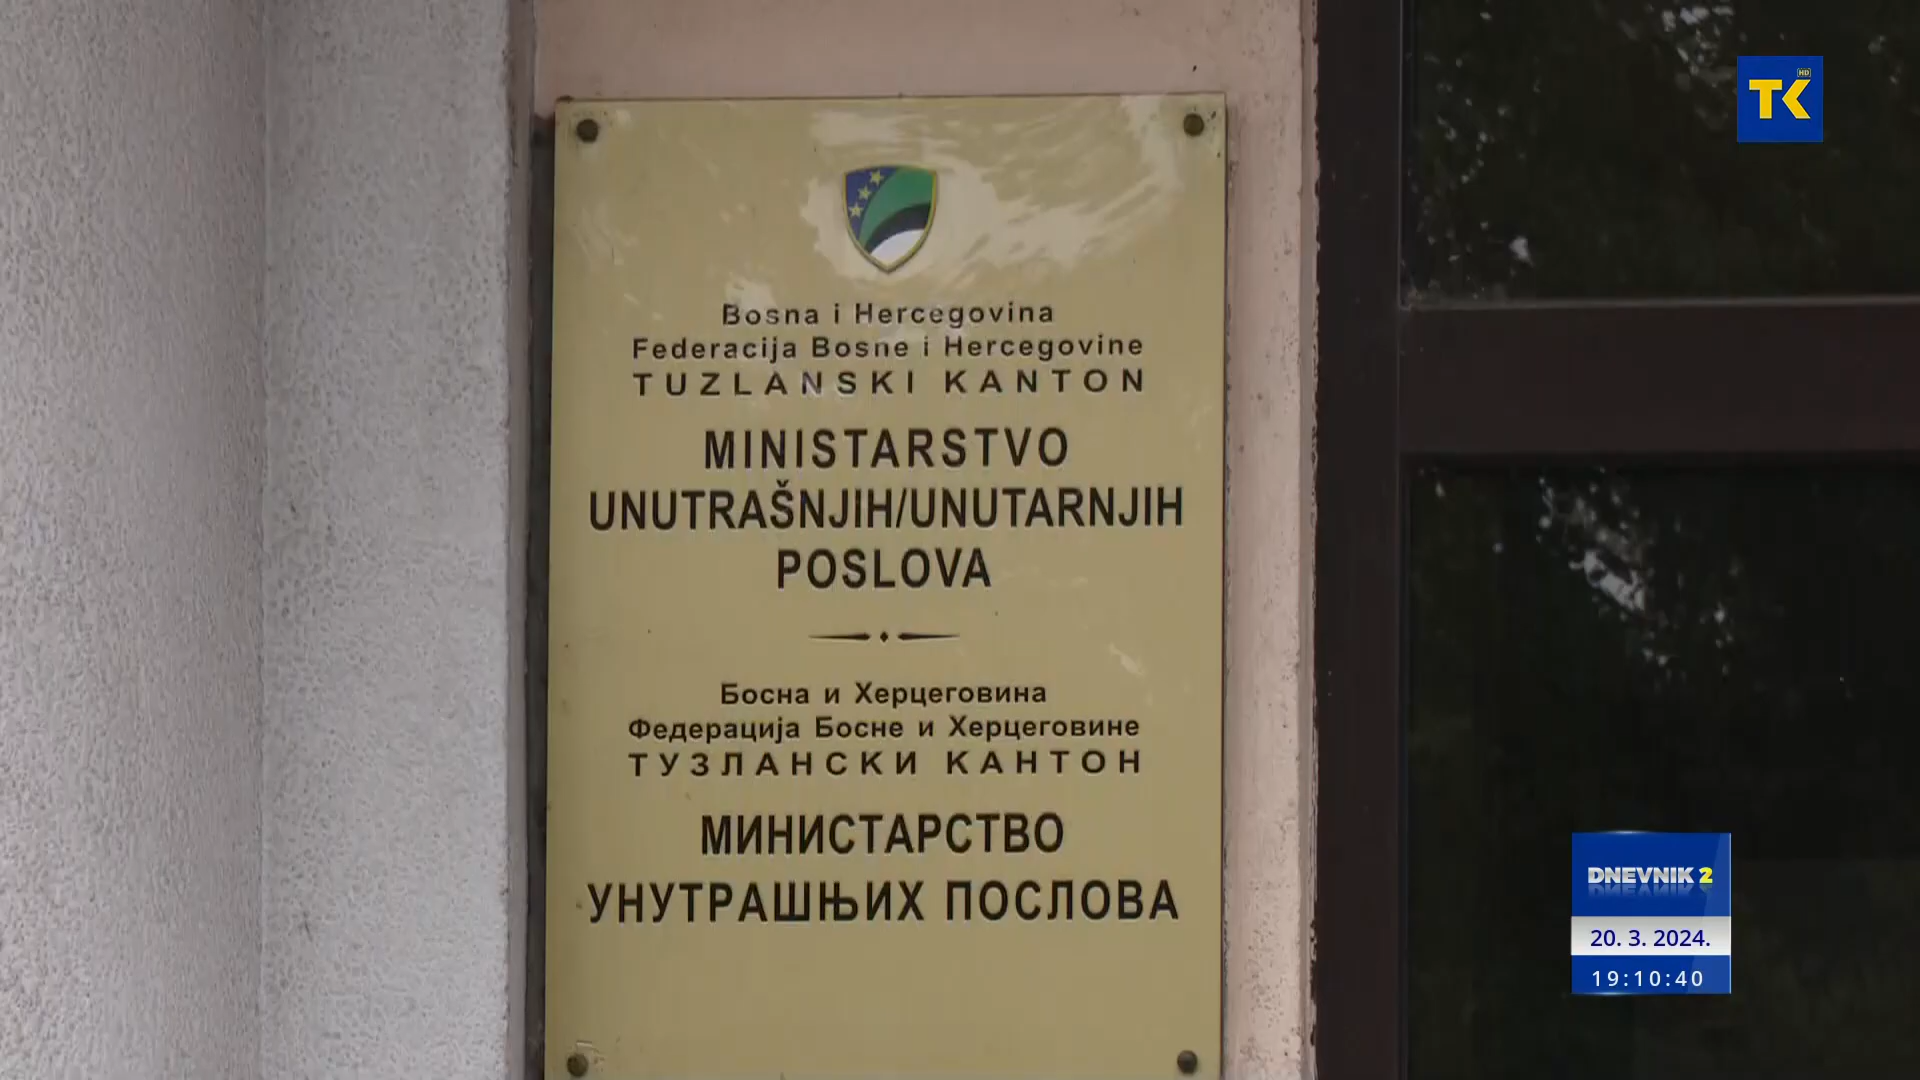 TK HD
Bosna i Hercegovina
Federacija Bosne i Hercegovine
TUZLANSKI KANTON
MINISTARSTVO
UNUTRAŠNJIH/UNUTARNJIH
POSLOVA
Босна и Херцеговина
Федерација Босне и Херцеговине
ТУЗЛАНСКИ КАНТОН
МИНИСТАРСТВО
УНУТРАШЊИХ ПОСЛОВА
DNEVNIK 2
20. 3. 2024.
19:10:40